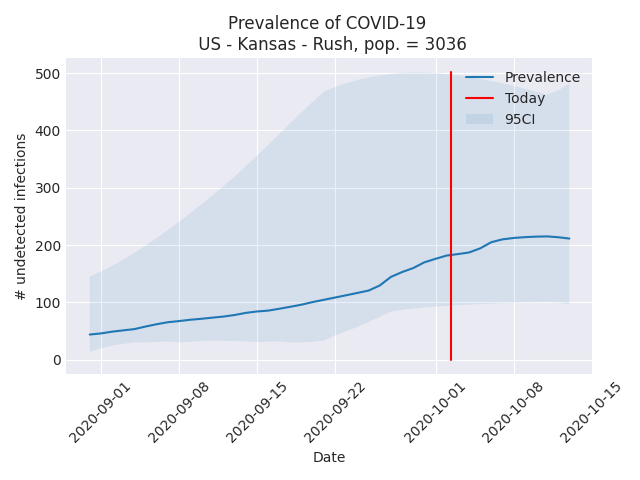 Prevalence of COVID-19
US - Kansas - Rush, pop. = 3036
Prevalence
Today
95CI
# undetected infections
500
400
300
200
100
0
2020-09-01
2020-09-08
2020-09-15
2020-09-22
2020-10-01
2020-10-08
2020-10-15
Date